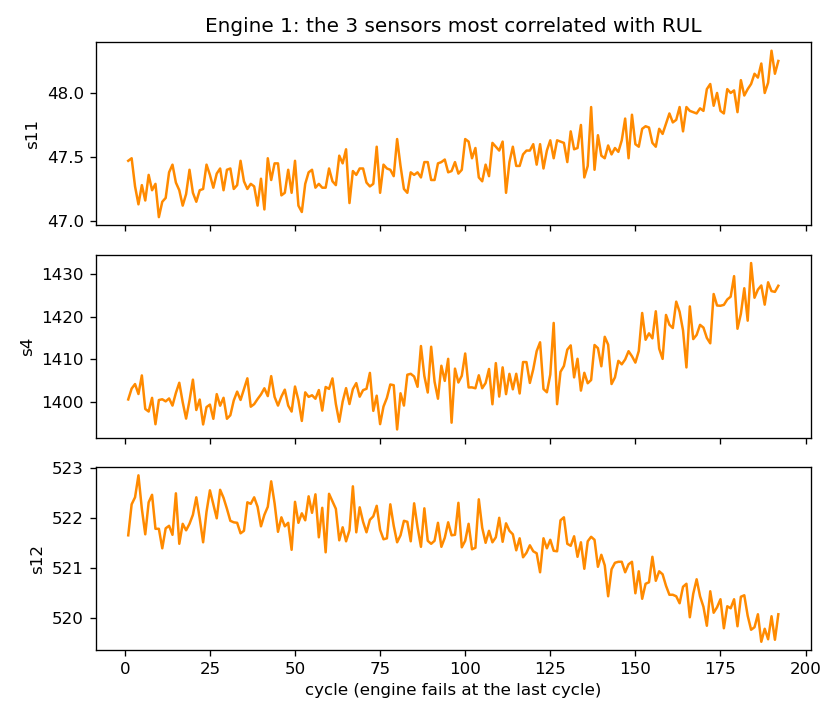 Engine 1: the 3 sensors most correlated with RUL
48.0
47.5
47.0
s11
1430
1420
1410
1400
s4
523
522
521
520
s12
0 25 50 75 100 125 150 175 200
cycle (engine fails at the last cycle)